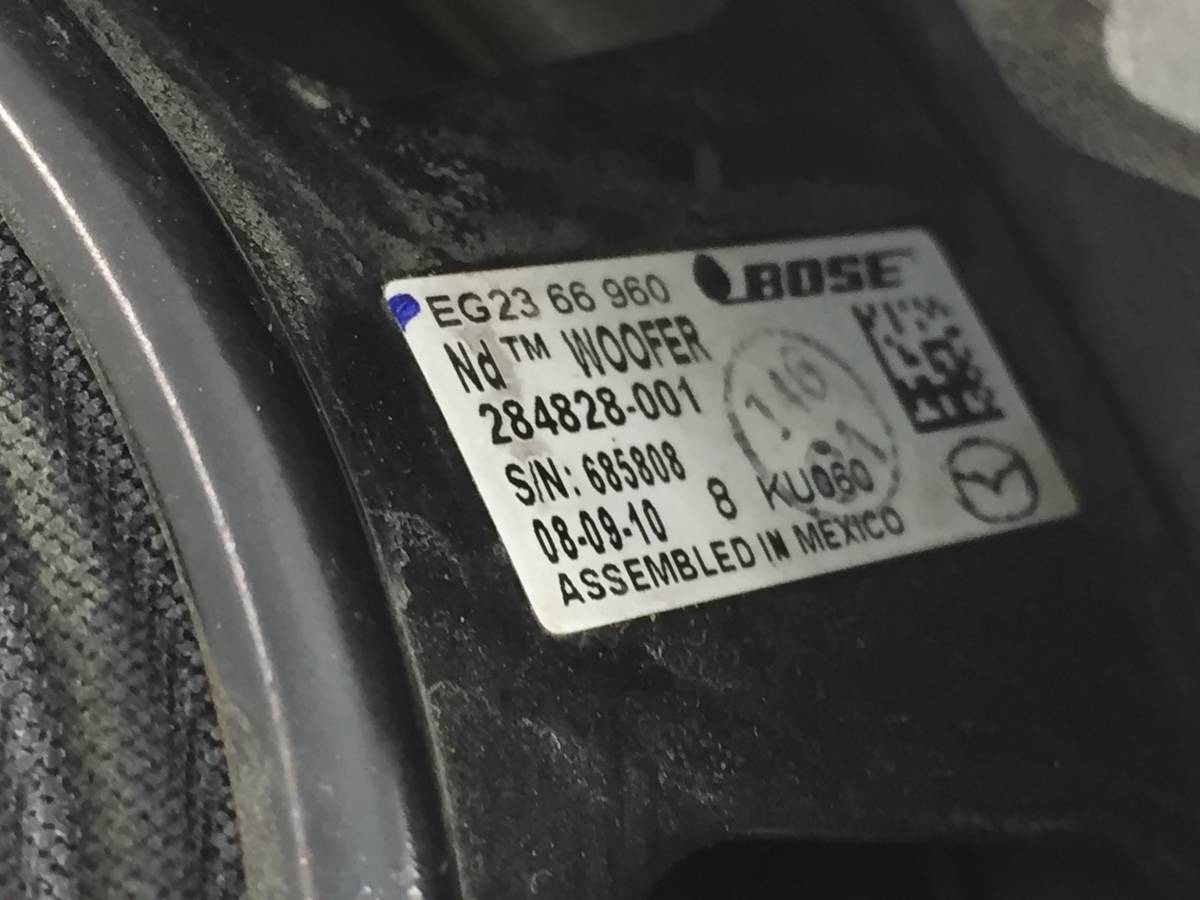 EG23 66 960 BOSE
Nd™ WOOFER
284828-001
S/N: 685808
08-09-10 8 KU060
ASSEMBLED IN MEXICO